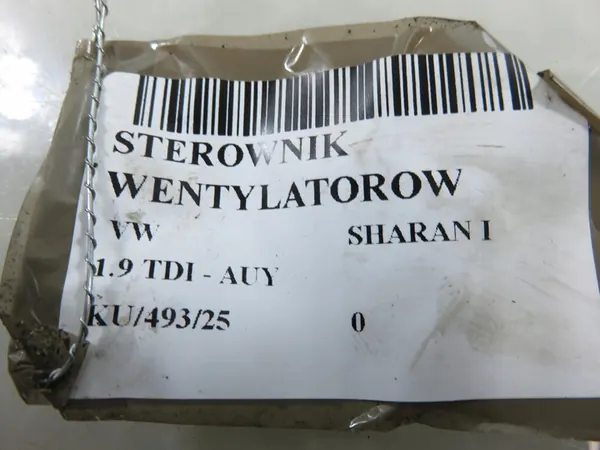 STEROWNIK
WENTYLATOROW
VW SHARAN I
1.9 TDI - AUY
KU/493/25 0